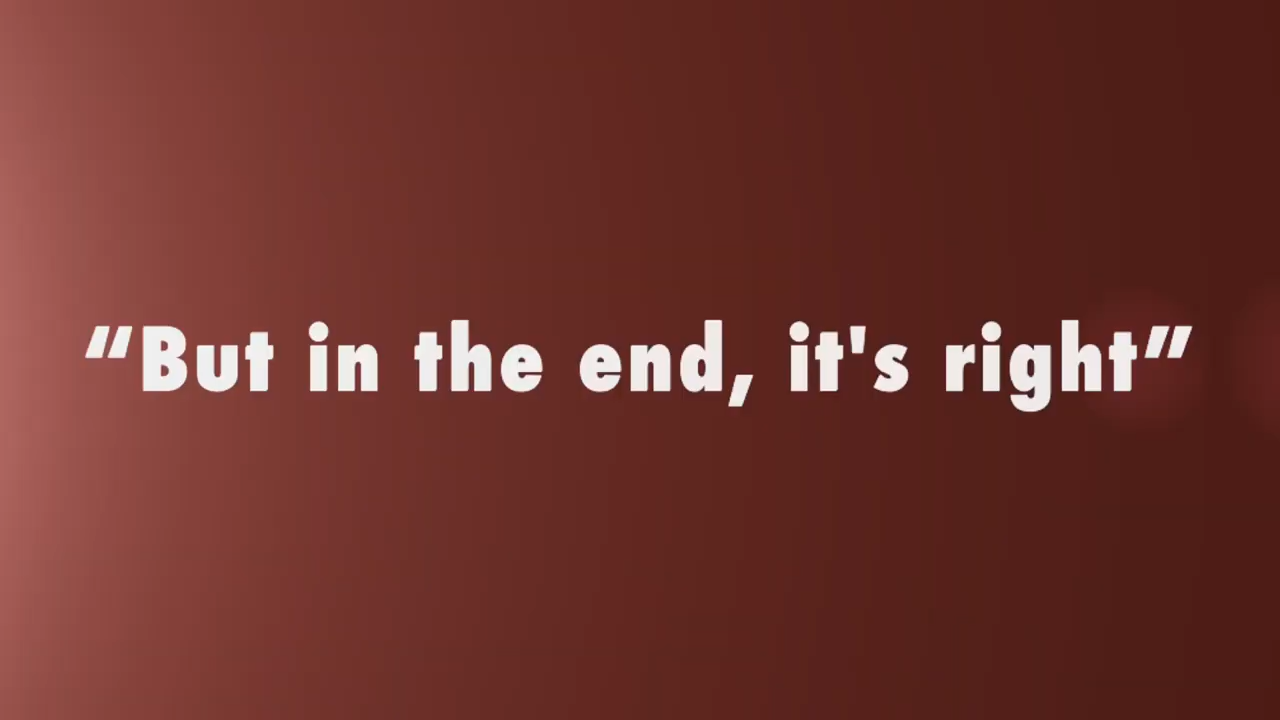 “But in the end, it's right”